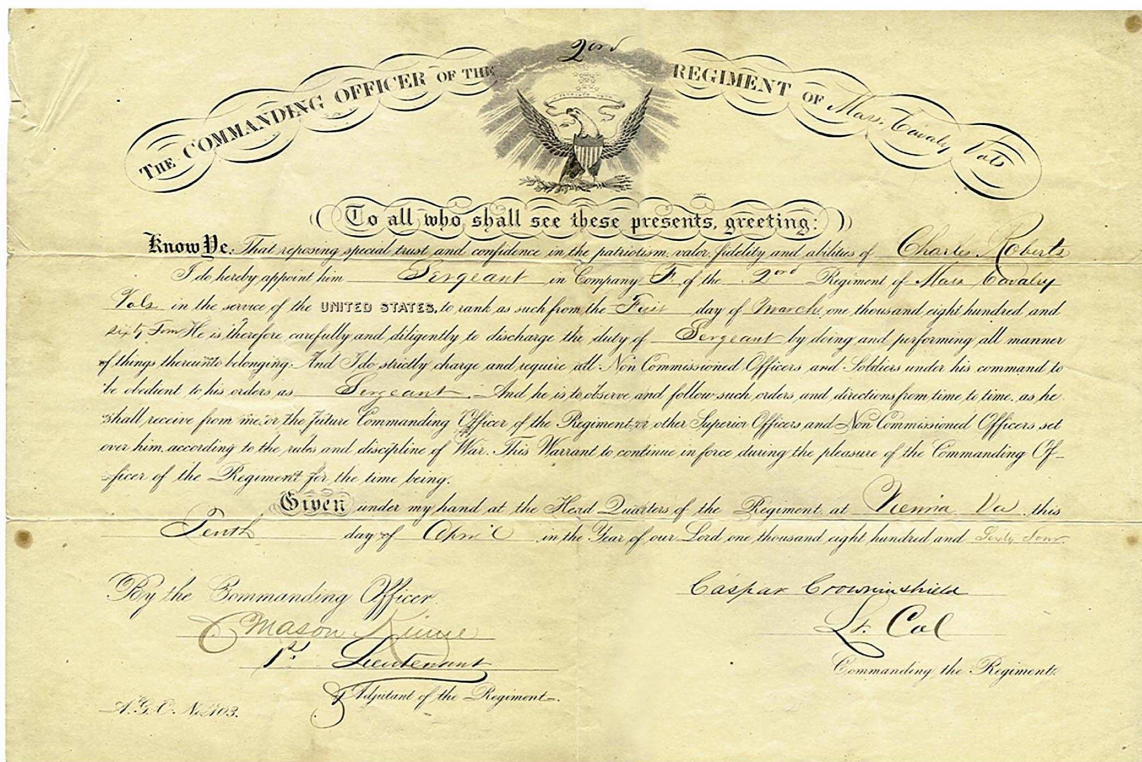 2nd
THE COMMANDING OFFICER OF THE REGIMENT OF Mass. Cavalry Vols
To all who shall see these presents, greeting:
Know Ye: That reposing special trust and confidence in the patriotism, valor, fidelity and abilities of Charles Roberts
I do hereby appoint him Sergeant in Company F of the 2nd Regiment of Mass Cavalry
Vols in the service of the UNITED STATES, to rank as such from the First day of March one thousand eight hundred and
sixty four He is therefore carefully and diligently to discharge the duty of Sergeant by doing and performing all manner
of things thereunto belonging. And I do strictly charge and require all Non Commissioned Officers and Soldiers under his command to
be obedient to his orders as Sergeant. And he is to observe and follow such orders and directions from time to time, as he
shall receive from me, or the future Commanding Officer of the Regiment, or other Superior Officers and Non Commissioned Officers set
over him, according to the rules and discipline of War. This Warrant to continue in force during the pleasure of the Commanding Of-
ficer of the Regiment for the time being.
Given under my hand at the Head Quarters of the Regiment at Vienna Va this
Tenth day of April in the Year of our Lord one thousand eight hundred and Sixty four
By the Commanding Officer.
C Mason Kinne
1st Lieutenant
Adjutant of the Regiment.
A.G.O. No. 103.
Caspar Crowninshield
Lt. Col
Commanding the Regiment.